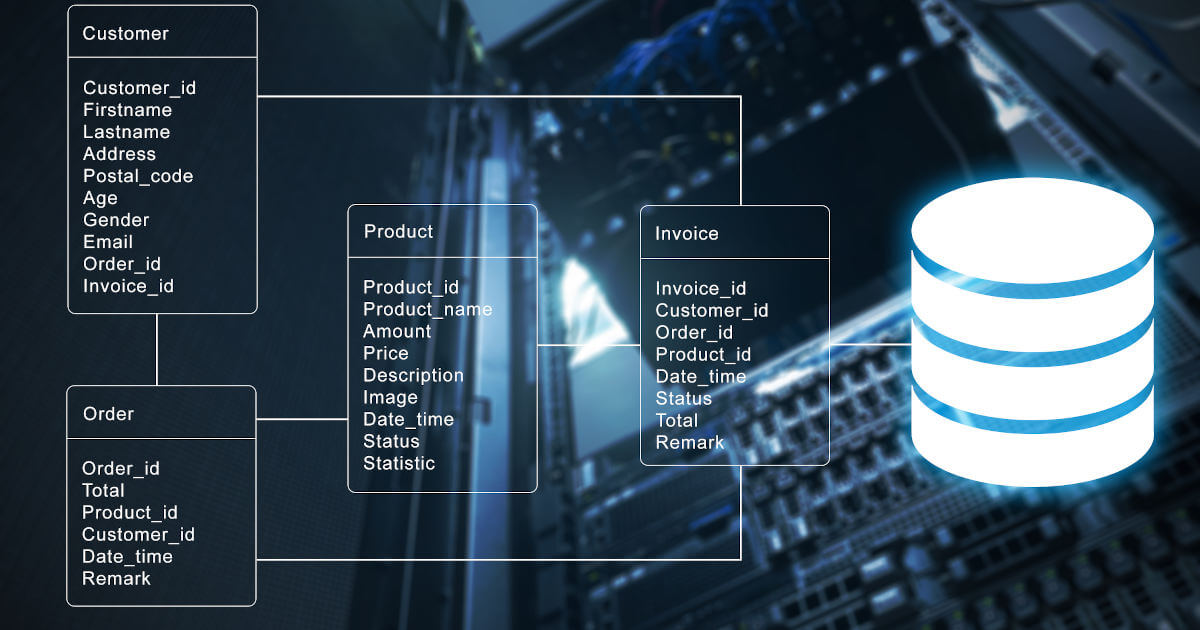 Customer
Customer_id
Firstname
Lastname
Address
Postal_code
Age
Gender
Email
Order_id
Invoice_id
Order
Order_id
Total
Product_id
Customer_id
Date_time
Remark
Product
Product_id
Product_name
Amount
Price
Description
Image
Date_time
Status
Statistic
Invoice
Invoice_id
Customer_id
Order_id
Product_id
Date_time
Status
Total
Remark